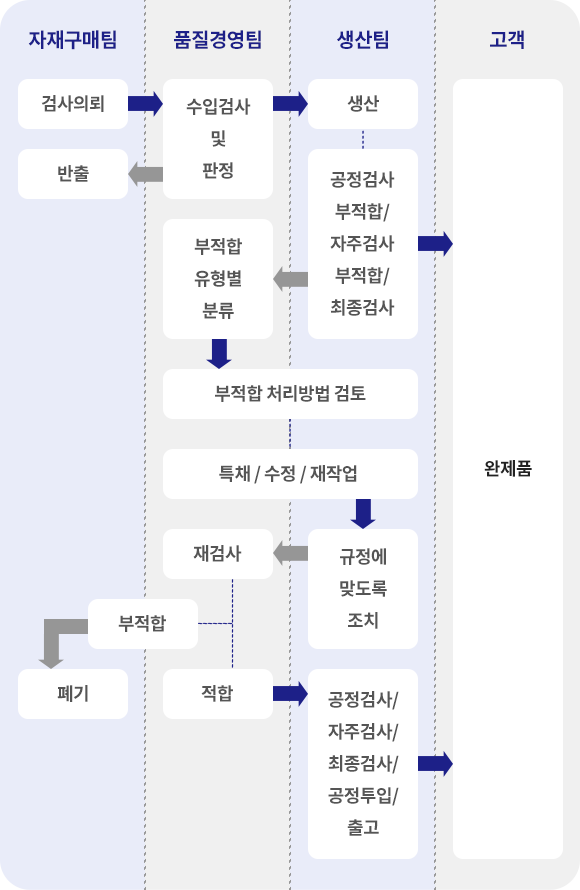 자재구매팀
품질경영팀
생산팀
고객
검사의뢰
수입검사
및
판정
생산
반출
공정검사
부적합/
자주검사
부적합/
최종검사
부적합
유형별
분류
부적합 처리방법 검토
특채 / 수정 / 재작업
완제품
재검사
규정에
맞도록
조치
부적합
폐기
적합
공정검사/
자주검사/
최종검사/
공정투입/
출고